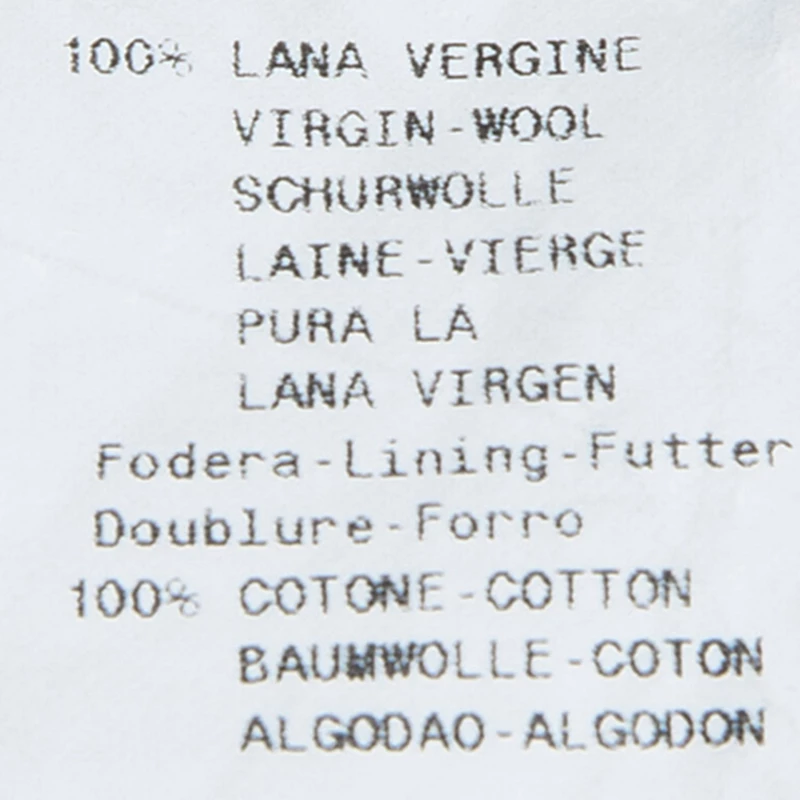 100% LANA VERGINE
VIRGIN-WOOL
SCHURWOLLE
LAINE-VIERGE
PURA LA
LANA VIRGEN
Fodera-Lining-Futter
Doublure-Forro
100% COTONE-COTTON
BAUMWOLLE-COTON
ALGODAO-ALGODON